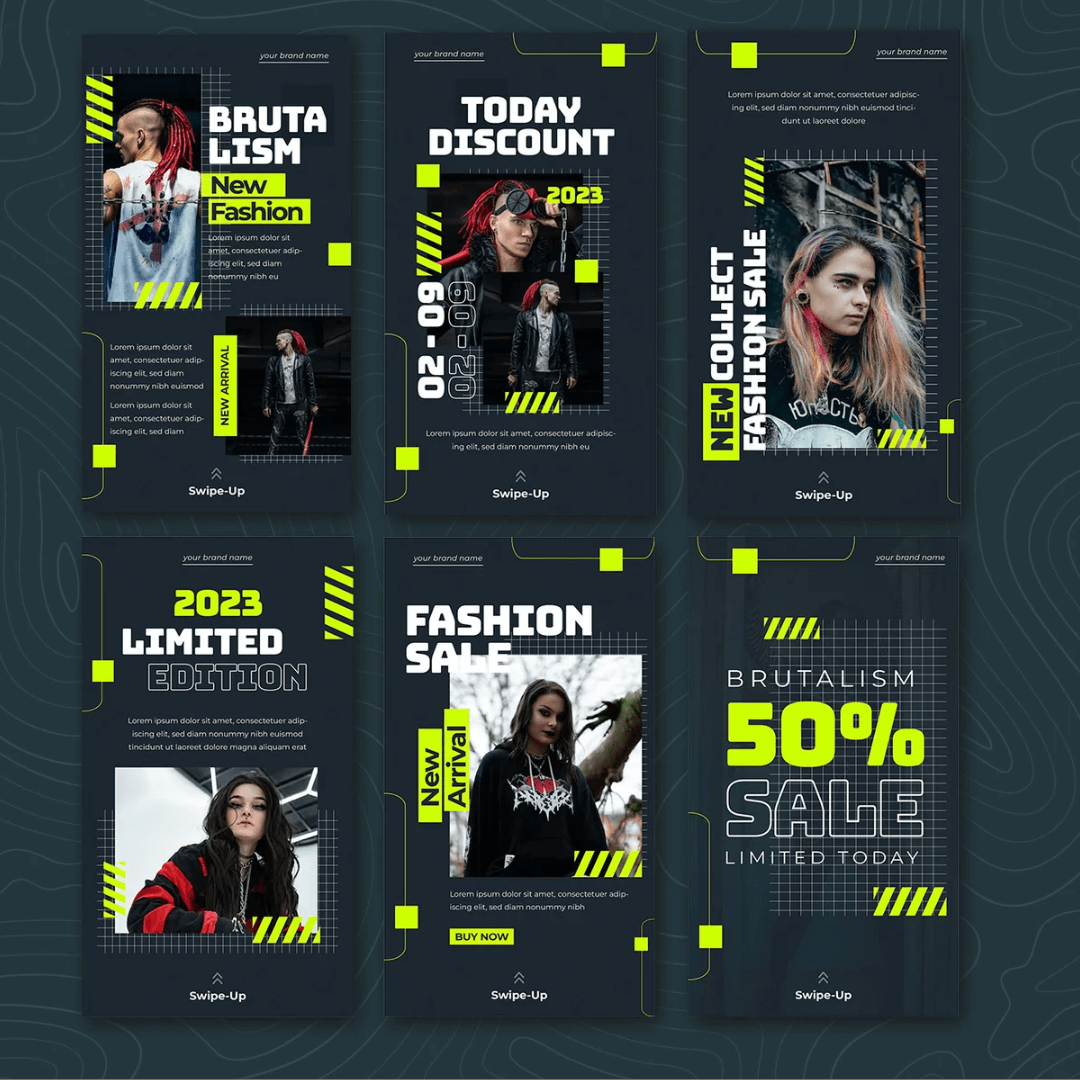 your brand name
BRUTA
LISM
New
Fashion
Lorem ipsum dolor sit
amet, consectetuer adip-
iscing elit, sed diam
nonummy nibh eu
Lorem ipsum dolor sit
amet, consectetuer adip-
iscing elit, sed diam
nonummy nibh euismod
Lorem ipsum dolor sit
amet, consectetuer adip-
iscing elit, sed diam
NEW ARRIVAL
Swipe-Up
your brand name
TODAY
DISCOUNT
2023
02 - 09
02 - 09
Lorem ipsum dolor sit amet, consectetuer adipisc-
ing elit, sed diam nonummy nibh eu
Swipe-Up
your brand name
Lorem ipsum dolor sit amet, consectetuer adipisc-
ing elit, sed diam nonummy nibh euismod tinci-
dunt ut laoreet dolore
NEW COLLECT
FASHION SALE
ЮНОСТЬ
Swipe-Up
your brand name
2023
LIMITED
EDITION
Lorem ipsum dolor sit amet, consectetuer adip-
iscing elit, sed diam nonummy nibh euismod
tincidunt ut laoreet dolore magna aliquam erat
Swipe-Up
your brand name
FASHION
SALE
New
Arrival
Lorem ipsum dolor sit amet, consectetuer adip-
iscing elit, sed diam nonummy nibh
BUY NOW
Swipe-Up
your brand name
BRUTALISM
50%
SALE
LIMITED TODAY
Swipe-Up